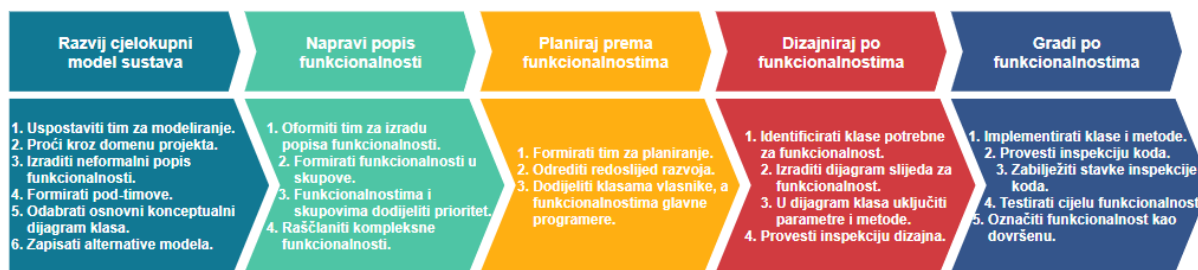 Razvij cjelokupni
model sustava
Napravi popis
funkcionalnosti
Planiraj prema
funkcionalnostima
Dizajniraj po
funkcionalnostima
Gradi po
funkcionalnostima
1. Uspostaviti tim za modeliranje.
2. Proći kroz domenu projekta.
3. Izraditi neformalni popis
funkcionalnosti.
4. Formirati pod-timove.
5. Odabrati osnovni konceptualni
dijagram klasa.
6. Zapisati alternative modela.
1. Oformiti tim za izradu
popisa funkcionalnosti.
2. Formirati funkcionalnosti u
skupove.
3. Funkcionalnostima i
skupovima dodijeliti prioritet.
4. Raščlaniti kompleksne
funkcionalnosti.
1. Formirati tim za planiranje.
2. Odrediti redoslijed razvoja.
3. Dodijeliti klasama vlasnike, a
funkcionalnostima glavne
programere.
1. Identificirati klase potrebne
za funkcionalnost.
2. Izraditi dijagram slijeda za
funkcionalnost.
3. U dijagram klasa uključiti
parametre i metode.
4. Provesti inspekciju dizajna.
1. Implementirati klase i metode.
2. Provesti inspekciju koda.
3. Zabilježiti stavke inspekcije
koda.
4. Testirati cijelu funkcionalnost
5. Označiti funkcionalnost kao
dovršenu.